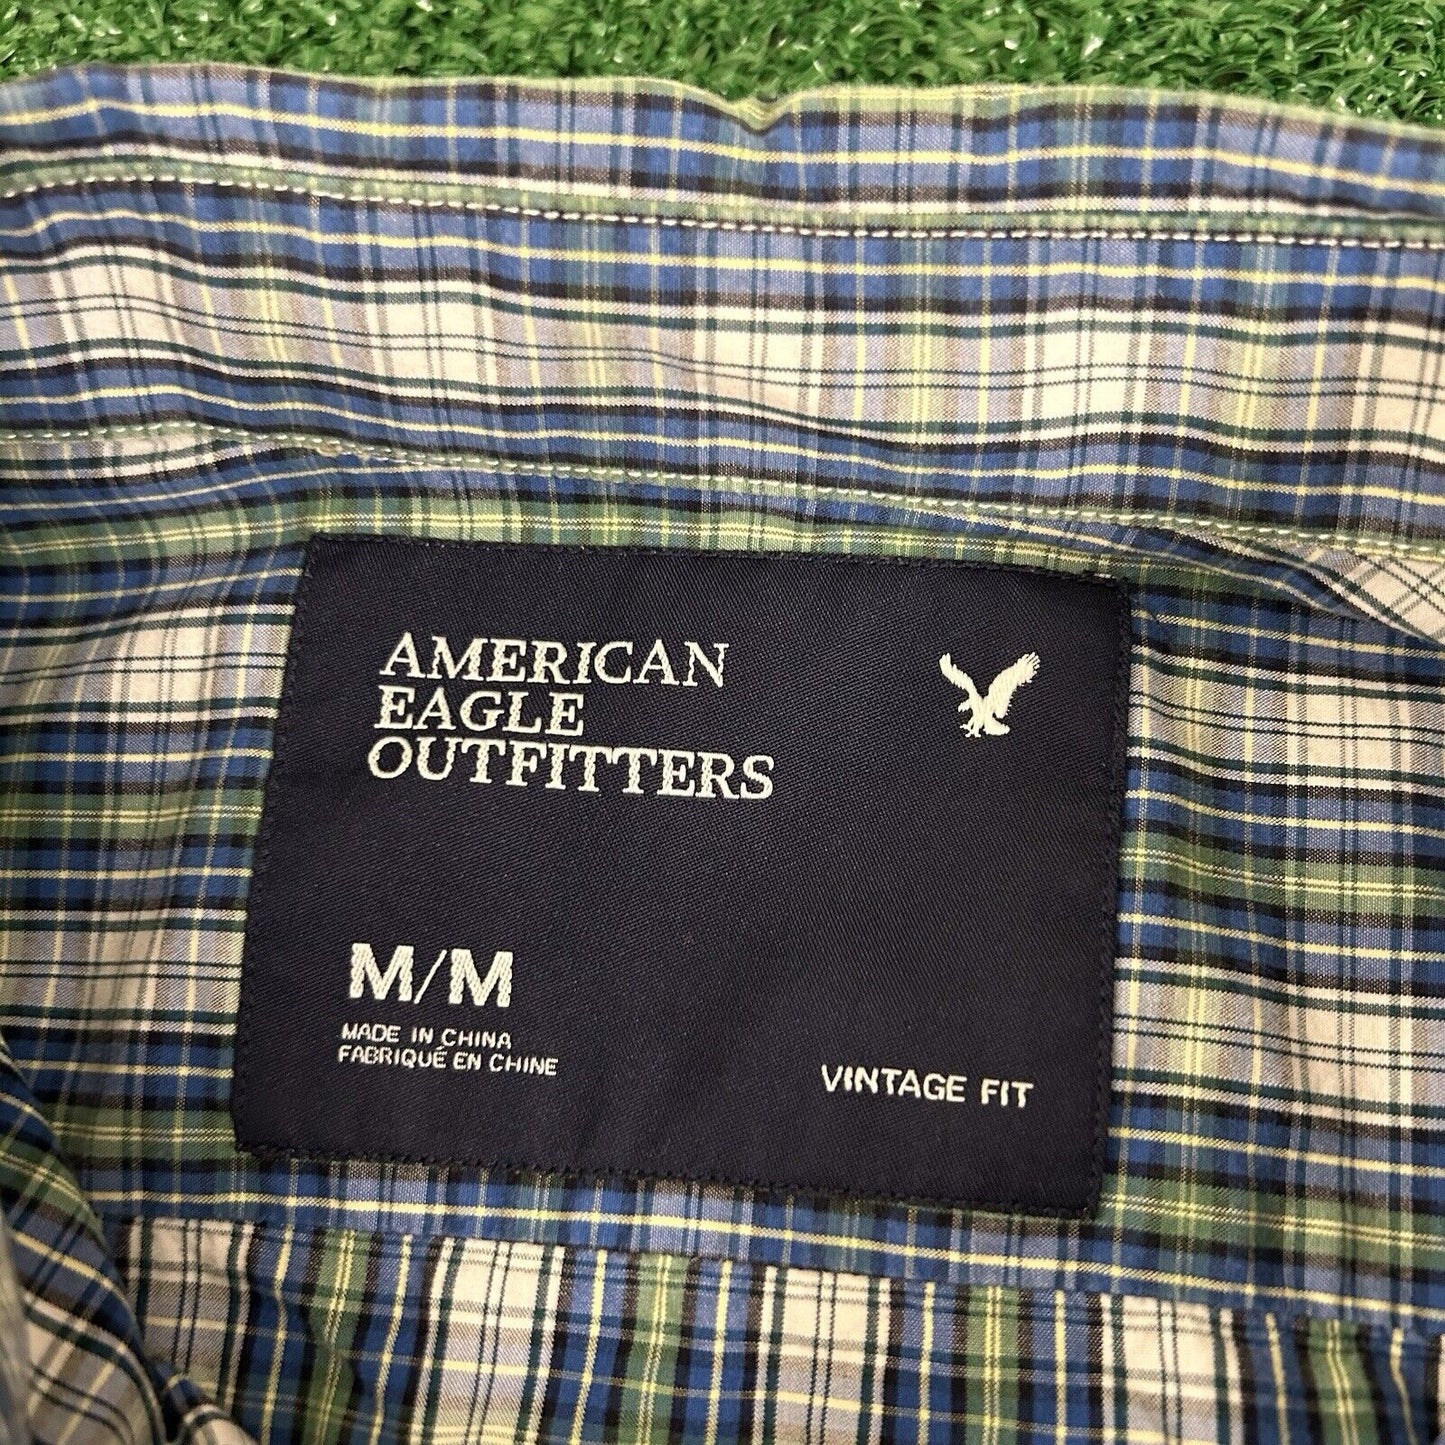 AMERICAN
EAGLE
OUTFITTERS
M/M
MADE IN CHINA
FABRIQUÉ EN CHINE
VINTAGE FIT